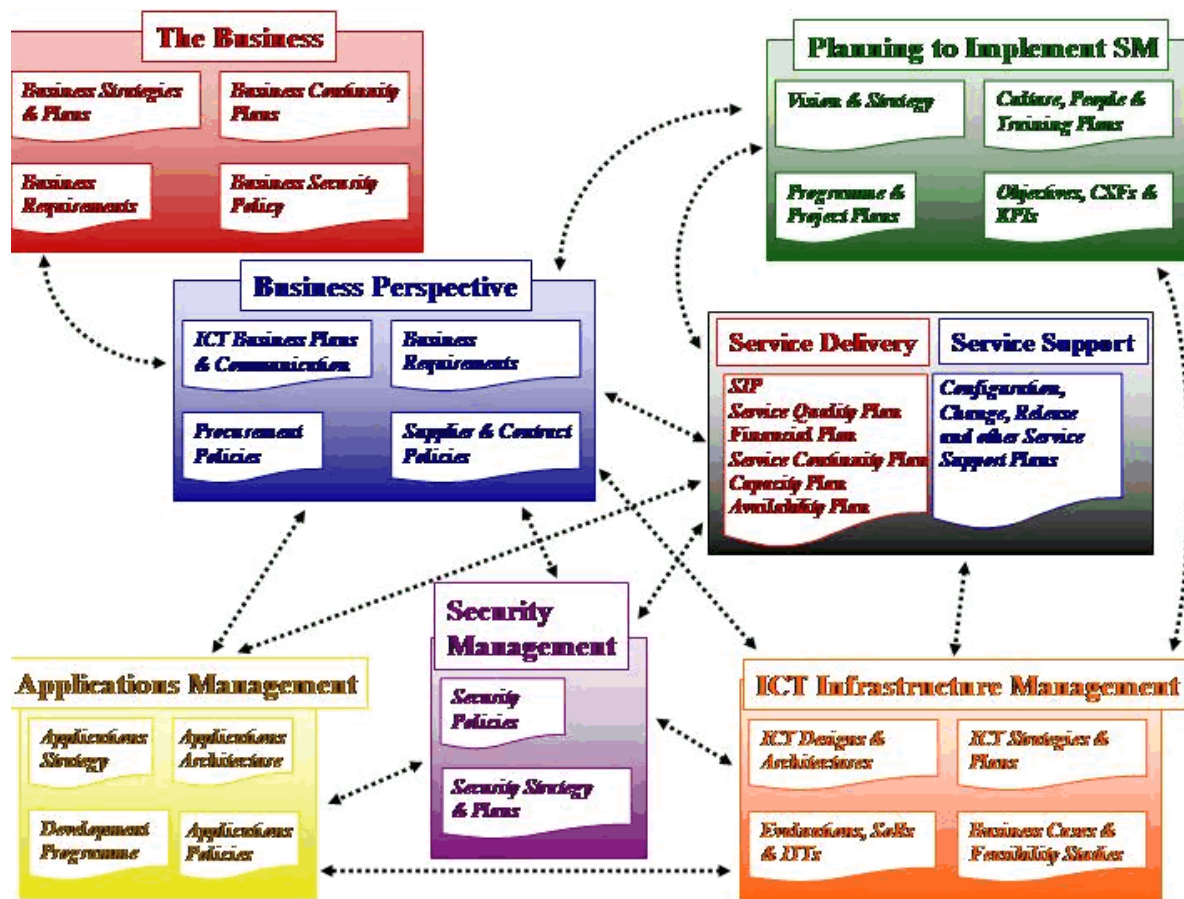 The Business
Business Strategies
& Plans
Business Continuity
Plans
Business
Requirements
Business Security
Policy
Planning to Implement SM
Vision & Strategy
Culture, People &
Training Plans
Programme &
Project Plans
Objectives, CSFs &
KPIs
Business Perspective
ICT Business Plans
& Communication
Business
Requirements
Procurement
Policies
Supplier & Contract
Policies
Service Delivery
SIP
Service Quality Plan
Financial Plan
Service Continuity Plan
Capacity Plan
Availability Plan
Service Support
Configuration,
Change, Release
and other Service
Support Plans
Security
Management
Security
Policies
Security Strategy
& Plans
Applications Management
Applications
Strategy
Applications
Architecture
Development
Programme
Applications
Policies
ICT Infrastructure Management
ICT Designs &
Architectures
ICT Strategies &
Plans
Evaluations, SoRs
& ITTs
Business Cases &
Feasibility Studies